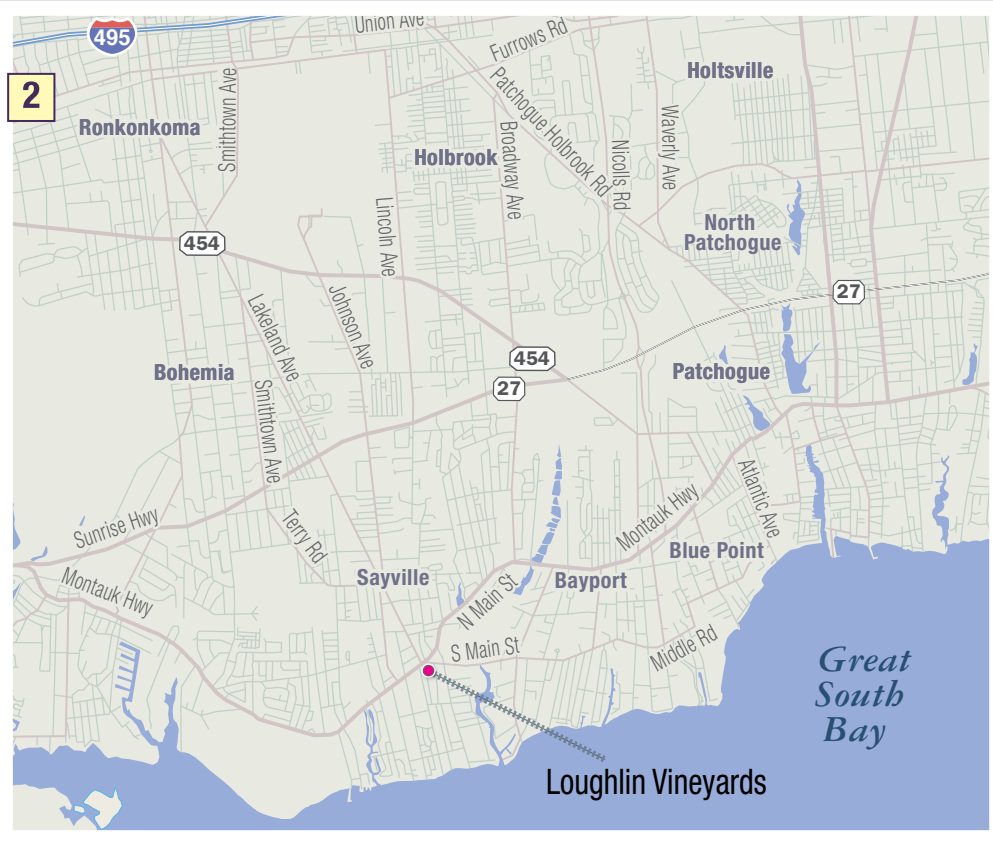 Union Ave
495
Furrows Rd
Holtsville
2
Smithtown Ave
Patchogue Holbrook Rd
Ronkonkoma
Waverly Ave
Broadway Ave
Nicolls Rd
Holbrook
Lincoln Ave
North
Patchogue
454
27
Lakeland Ave
Johnson Ave
454
Bohemia
Patchogue
27
Smithtown Ave
Atlantic Ave
Montauk Hwy
Sunrise Hwy
Terry Rd
Blue Point
Montauk Hwy
Sayville
Bayport
N Main St
S Main St
Middle Rd
Great
South
Bay
Loughlin Vineyards